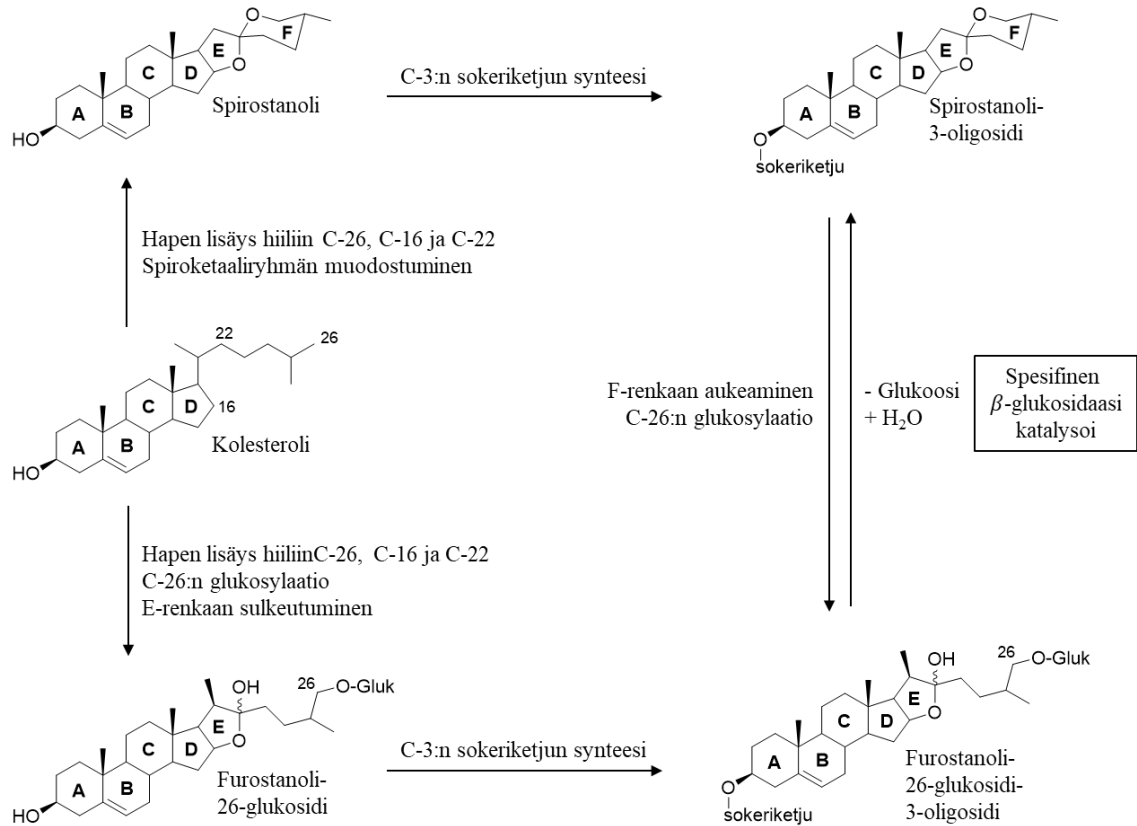 O
F
E
O
C
D
A
B
HO
Spirostanoli
C-3:n sokeriketjun synteesi
O
F
E
O
C
D
A
B
O
sokeriketju
Spirostanoli-
3-oligosidi
Hapen lisäys hiiliin C-26, C-16 ja C-22
Spiroketaaliryhmän muodostuminen
22
26
16
C
D
A
B
HO
Kolesteroli
F-renkaan aukeaminen
C-26:n glukosylaatio
- Glukoosi
+ H₂O
Spesifinen
β-glukosidaasi
katalysoi
Hapen lisäys hiiliinC-26, C-16 ja C-22
C-26:n glukosylaatio
E-renkaan sulkeutuminen
OH
26
O-Gluk
E
O
C
D
A
B
HO
Furostanoli-
26-glukosidi
C-3:n sokeriketjun synteesi
OH
26
O-Gluk
E
O
C
D
A
B
O
sokeriketju
Furostanoli-
26-glukosidi-
3-oligosidi